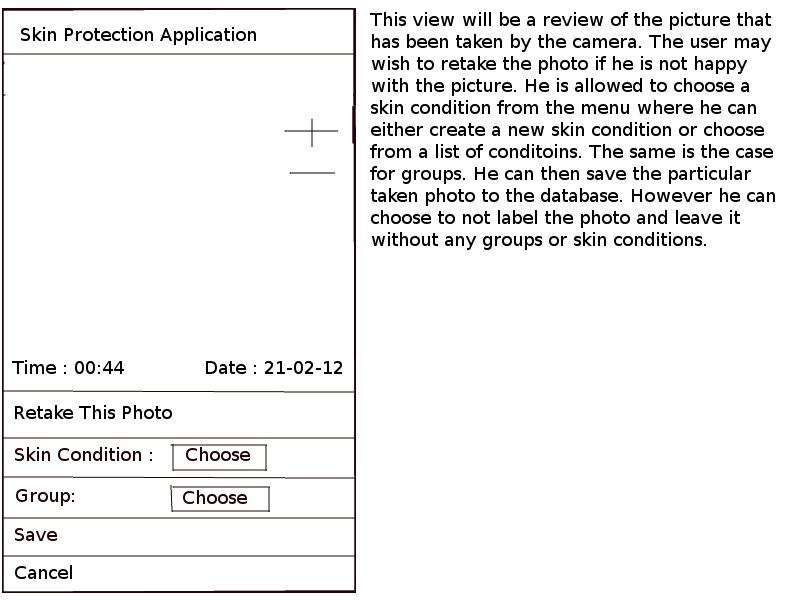 Skin Protection Application
Time : 00:44
Date : 21-02-12
Retake This Photo
Skin Condition :
Choose
Group:
Choose
Save
Cancel
This view will be a review of the picture that
has been taken by the camera. The user may
wish to retake the photo if he is not happy
with the picture. He is allowed to choose a
skin condition from the menu where he can
either create a new skin condition or choose
from a list of conditoins. The same is the case
for groups. He can then save the particular
taken photo to the database. However he can
choose to not label the photo and leave it
without any groups or skin conditions.